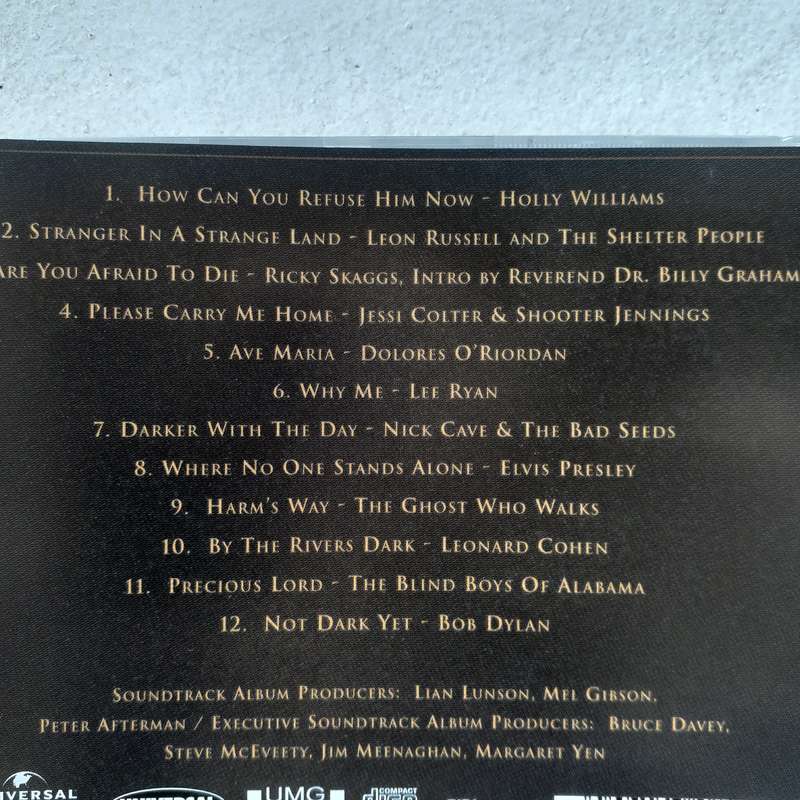 1. How Can You Refuse Him Now - Holly Williams
2. Stranger In A Strange Land - Leon Russell and The Shelter People
Are You Afraid To Die - Ricky Skaggs, Intro by Reverend Dr. Billy Graham
4. Please Carry Me Home - Jessi Colter & Shooter Jennings
5. Ave Maria - Dolores O'Riordan
6. Why Me - Lee Ryan
7. Darker With The Day - Nick Cave & The Bad Seeds
8. Where No One Stands Alone - Elvis Presley
9. Harm's Way - The Ghost Who Walks
10. By The Rivers Dark - Leonard Cohen
11. Precious Lord - The Blind Boys Of Alabama
12. Not Dark Yet - Bob Dylan
Soundtrack Album Producers: Lian Lunson, Mel Gibson,
Peter Afterman / Executive Soundtrack Album Producers: Bruce Davey,
Steve McEveety, Jim Meenaghan, Margaret Yen
VERSAL UNIVERSAL UMG COMPACT disc